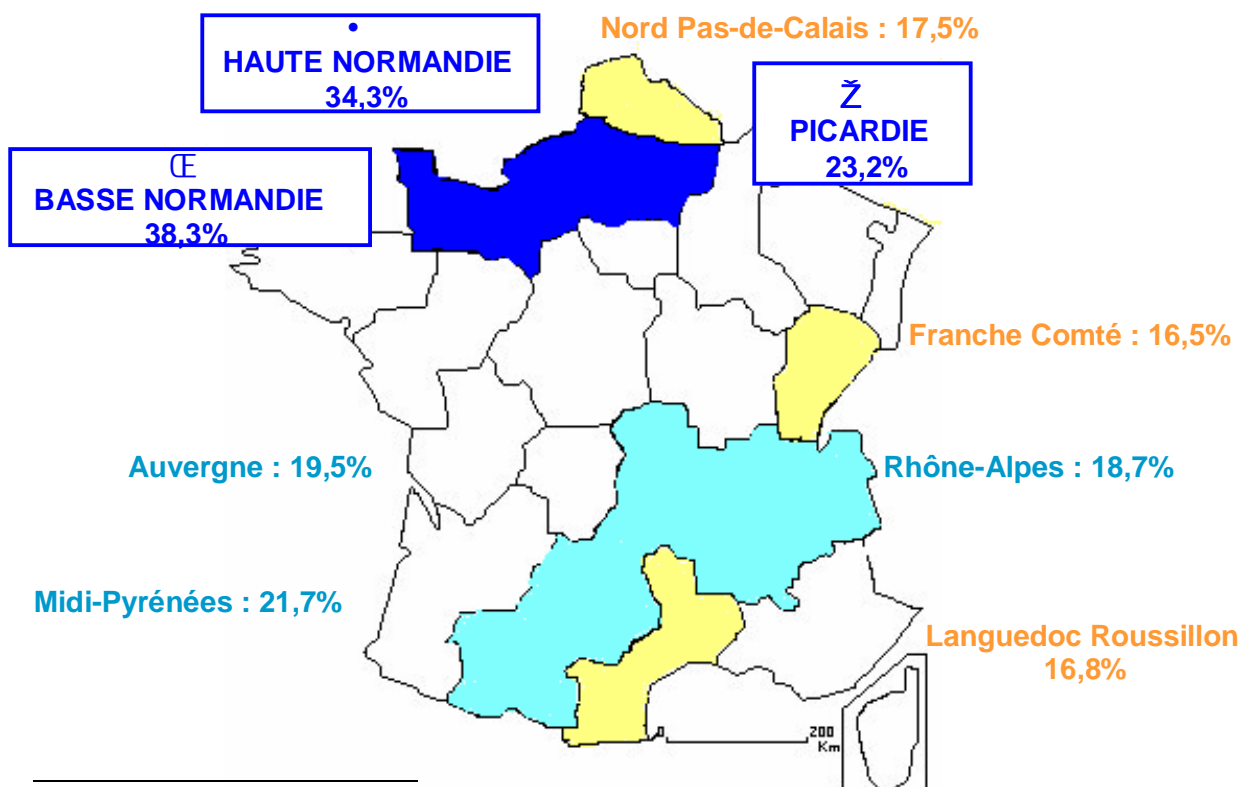 •
HAUTE NORMANDIE
34,3%
Nord Pas-de-Calais : 17,5%
Ž
PICARDIE
23,2%
Œ
BASSE NORMANDIE
38,3%
Franche Comté : 16,5%
Auvergne : 19,5%
Rhône-Alpes : 18,7%
Midi-Pyrénées : 21,7%
Languedoc Roussillon
16,8%
0 200
Km